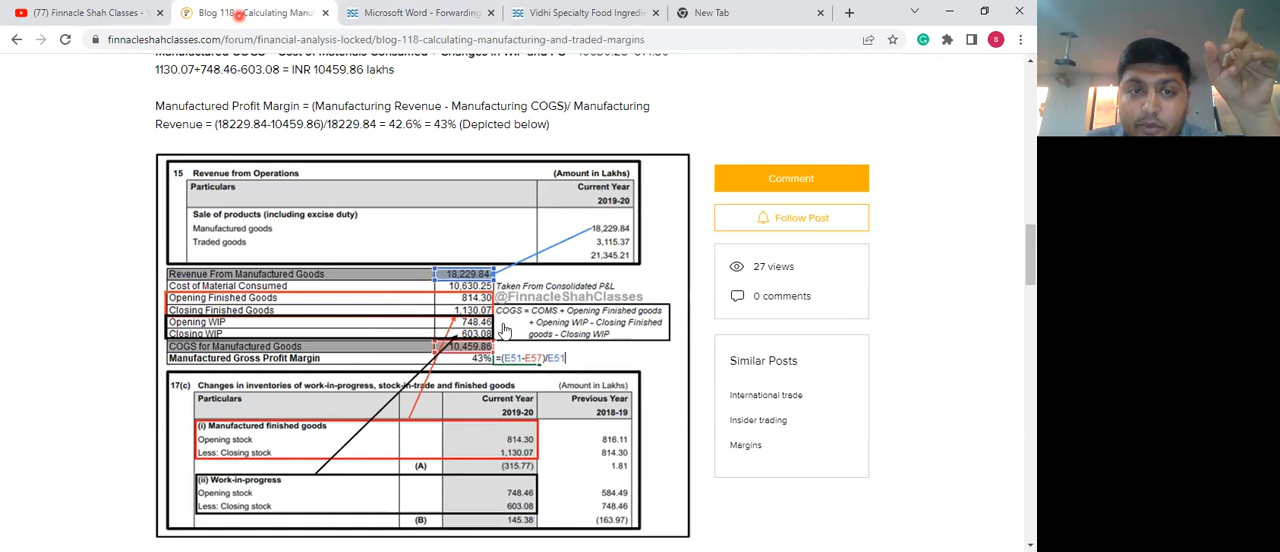 (77) Finnacle Shah Classes - Y
Blog 118 - Calculating Manu
Microsoft Word - Forwarding
Vidhi Specialty Food Ingredie
New Tab
finnacleshahclasses.com/forum/financial-analysis-locked/blog-118-calculating-manufacturing-and-traded-margins
S
1130.07+748.46-603.08 = INR 10459.86 lakhs
Manufactured Profit Margin = (Manufacturing Revenue - Manufacturing COGS)/ Manufacturing
Revenue = (18229.84-10459.86)/18229.84 = 42.6% = 43% (Depicted below)
15 Revenue from Operations (Amount in Lakhs)
Particulars Current Year
2019-20
Sale of products (including excise duty)
Manufactured goods 18,229.84
Traded goods 3,115.37
21,345.21
Revenue From Manufactured Goods 18,229.84
Cost of Material Consumed 10,630.25 Taken From Consolidated P&L
Opening Finished Goods 814.30 @FinnacleShahClasses
Closing Finished Goods 1,130.07 COGS = COMS + Opening Finished goods
Opening WIP 748.46 + Opening WIP - Closing Finished
Closing WIP 603.08 goods - Closing WIP
COGS for Manufactured Goods 10,459.86
Manufactured Gross Profit Margin 43% =(E51-E57)/E51
17(c) Changes in inventories of work-in-progress, stock-in-trade and finished goods (Amount in Lakhs)
Particulars Current Year Previous Year
2019-20 2018-19
(i) Manufactured finished goods
Opening stock 814.30 816.11
Less: Closing stock 1,130.07 814.30
(A) (315.77) 1.81
(ii) Work-in-progress
Opening stock 748.46 584.49
Less: Closing stock 603.08 748.46
(B) 145.38 (163.97)
Comment
Follow Post
27 views
0 comments
Similar Posts
International trade
Insider trading
Margins